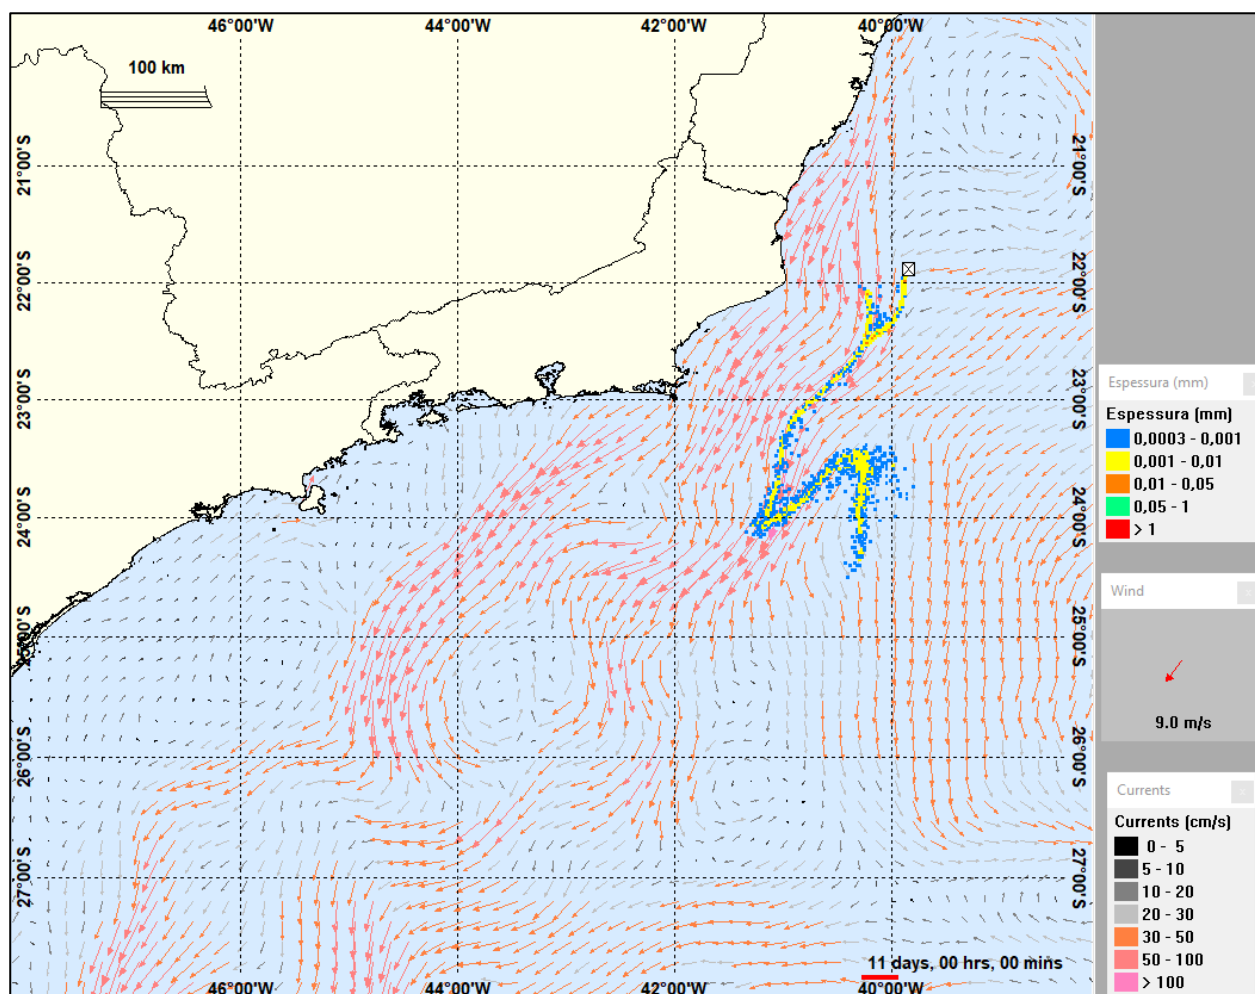 46°00'W
44°00'W
42°00'W
40°00'W
100 km
21°00'S
21°00'S
22°00'S
22°00'S
23°00'S
23°00'S
24°00'S
24°00'S
25°00'S
25°00'S
26°00'S
26°00'S
27°00'S
27°00'S
11 days, 00 hrs, 00 mins
46°00'W
44°00'W
42°00'W
40°00'W
Espessura (mm)
Espessura (mm)
0,0003 - 0,001
0,001 - 0,01
0,01 - 0,05
0,05 - 1
> 1
Wind
9.0 m/s
Currents
Currents (cm/s)
0 - 5
5 - 10
10 - 20
20 - 30
30 - 50
50 - 100
> 100